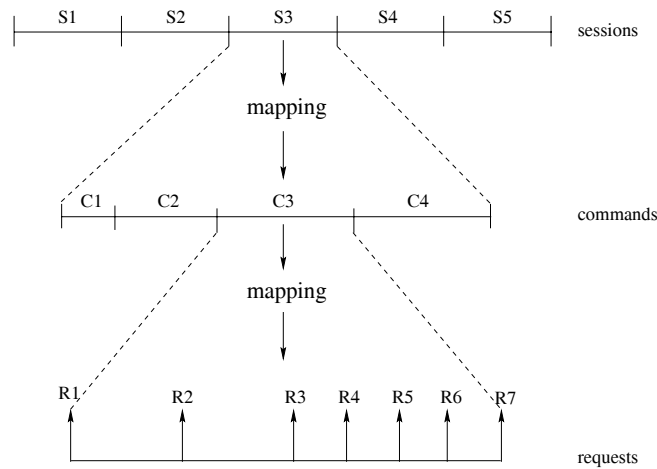 S1 S2 S3 S4 S5 sessions
mapping
C1 C2 C3 C4 commands
mapping
R1 R2 R3 R4 R5 R6 R7
requests